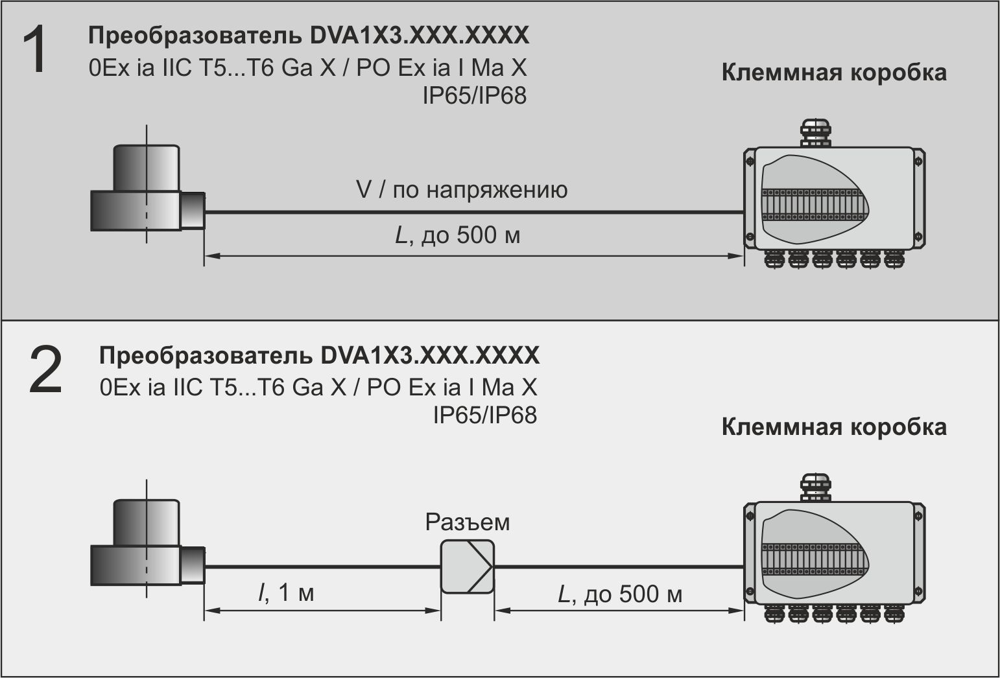 1
Преобразователь DVA1X3.XXX.XXXX
0Ex ia IIC T5...T6 Ga X / PO Ex ia I Ma X
IP65/IP68
Клеммная коробка
V / по напряжению
L, до 500 м
2
Преобразователь DVA1X3.XXX.XXXX
0Ex ia IIC T5...T6 Ga X / PO Ex ia I Ma X
IP65/IP68
Клеммная коробка
Разъем
l, 1 м
L, до 500 м